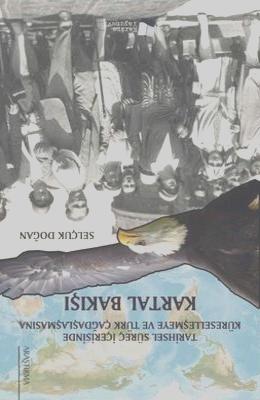 ARAŞTIRMA
TARİHSEL SÜREÇ İÇERİSİNDE
KÜRESELLEŞMEYE VE TÜRK ÇAĞDAŞLAŞMASINA
KARTAL BAKIŞI
SELÇUK DOĞAN